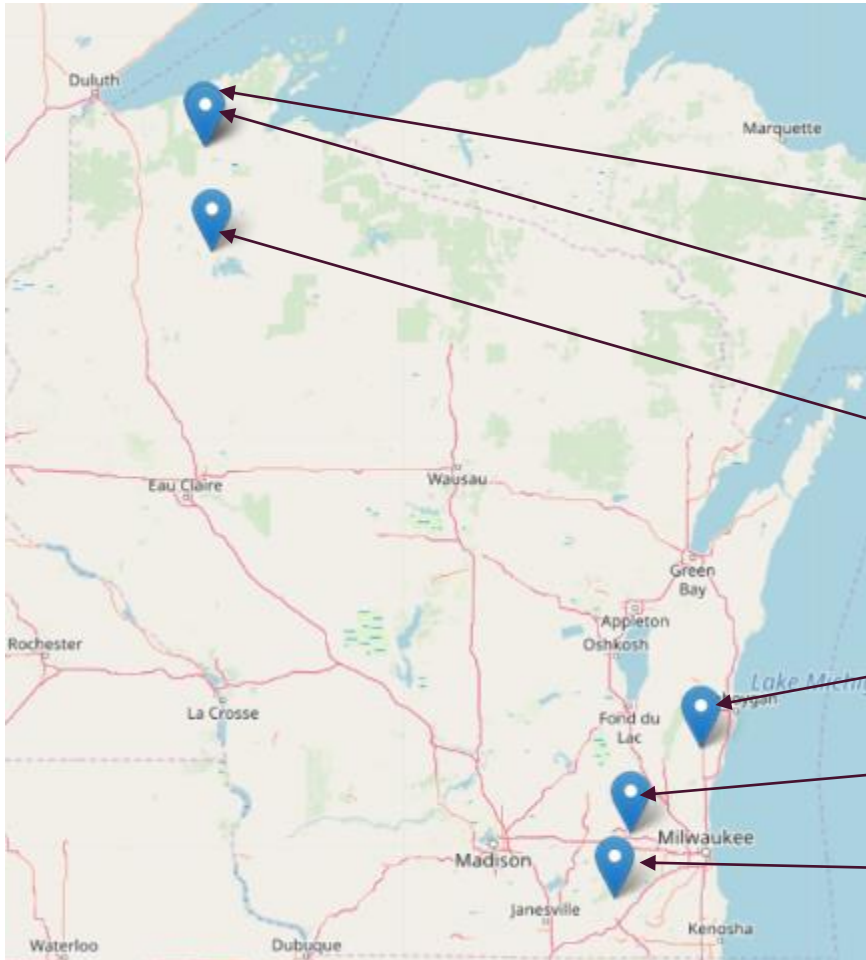 Duluth
Marquette
Eau Claire
Wausau
Green
Bay
Appleton
Oshkosh
Rochester
La Crosse
Fond du
Lac
Madison
Milwaukee
Janesville
Kenosha
Waterloo
Dubuque
Lake